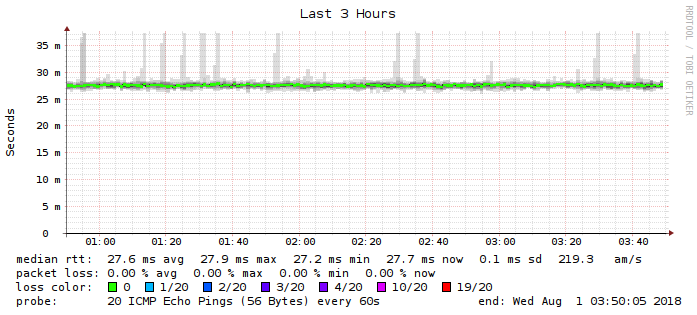 Last 3 Hours
RRDTOOL / TOBI OETIKER
Seconds
35 m
30 m
25 m
20 m
15 m
10 m
5 m
0
01:00 01:20 01:40 02:00 02:20 02:40 03:00 03:20 03:40
median rtt: 27.6 ms avg 27.9 ms max 27.2 ms min 27.7 ms now 0.1 ms sd 219.3 am/s
packet loss: 0.00 % avg 0.00 % max 0.00 % min 0.00 % now
loss color: 0 1/20 2/20 3/20 4/20 10/20 19/20
probe: 20 ICMP Echo Pings (56 Bytes) every 60s end: Wed Aug 1 03:50:05 2018